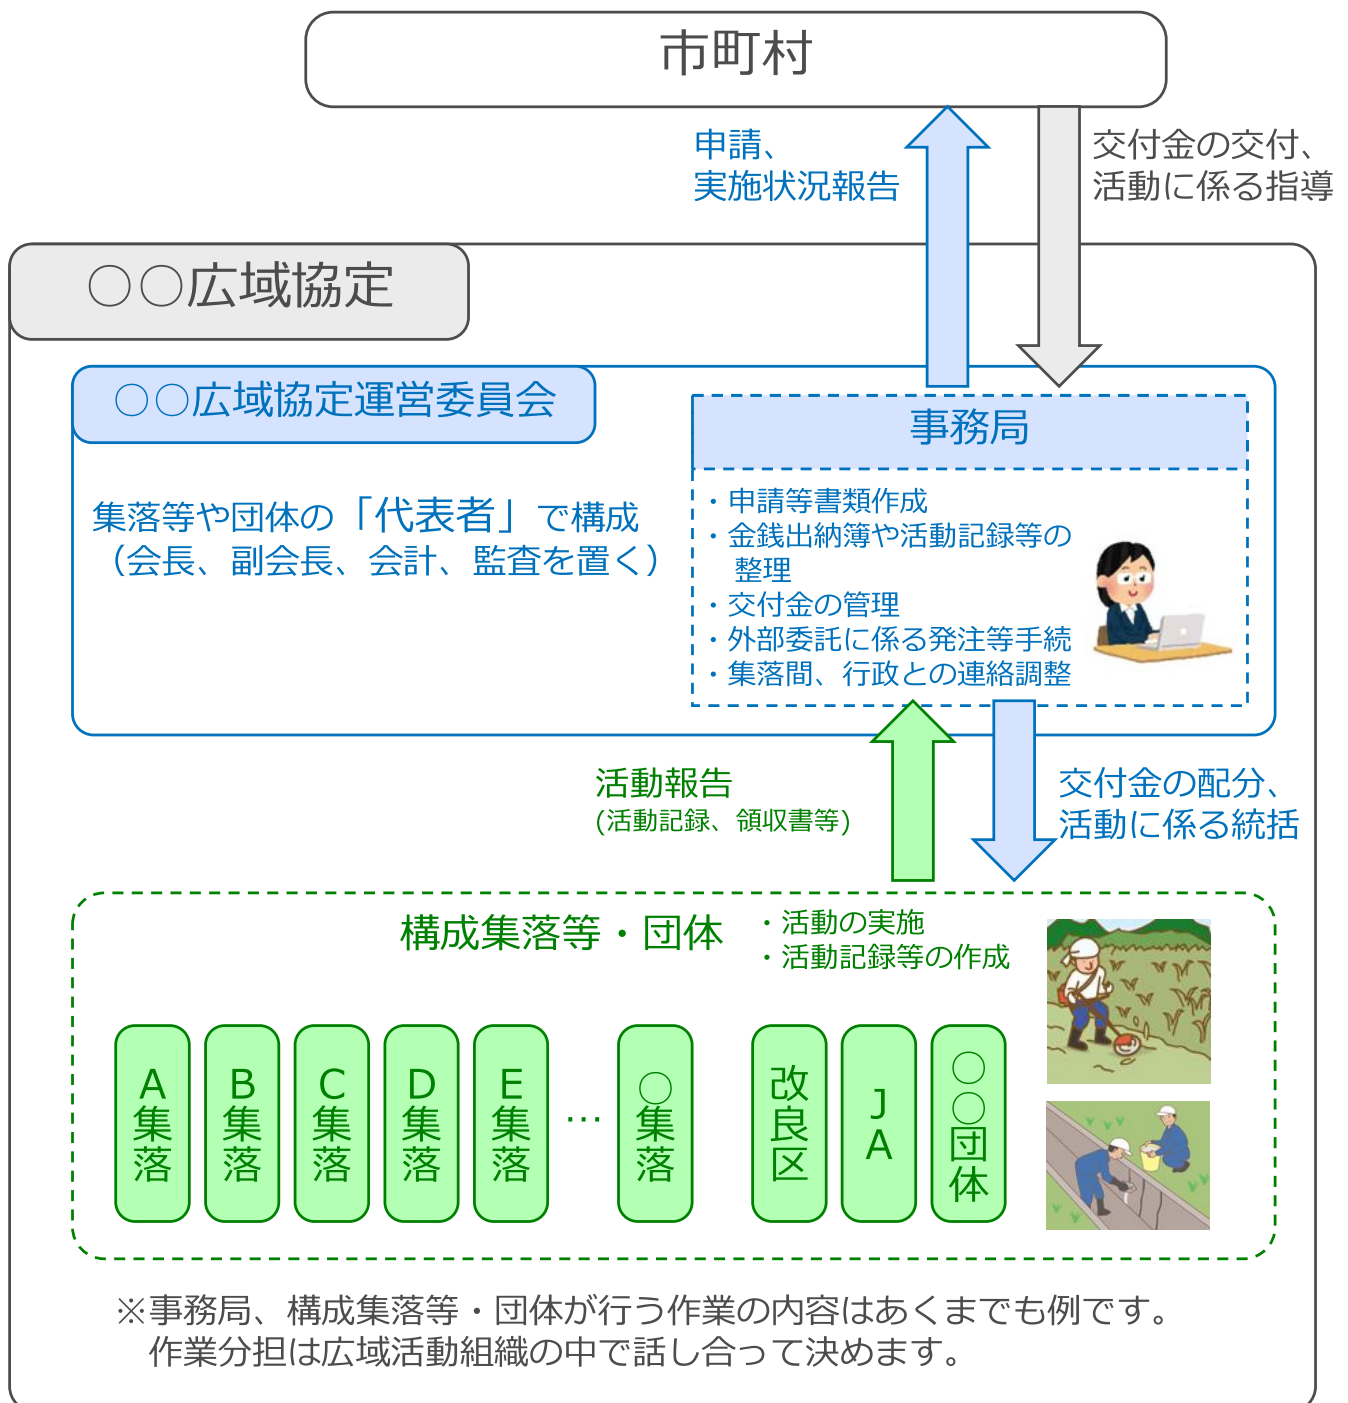 市町村
申請、
実施状況報告
交付金の交付、
活動に係る指導
○○広域協定
○○広域協定運営委員会
集落等や団体の「代表者」で構成
（会長、副会長、会計、監査を置く）
事務局
・申請等書類作成
・金銭出納簿や活動記録等の
整理
・交付金の管理
・外部委託に係る発注等手続
・集落間、行政との連絡調整
活動報告
(活動記録、領収書等)
交付金の配分、
活動に係る統括
構成集落等・団体
・活動の実施
・活動記録等の作成
A集落
B集落
C集落
D集落
E集落
…
○集落
改良区
JA
○○団体
※事務局、構成集落等・団体が行う作業の内容はあくまでも例です。
作業分担は広域活動組織の中で話し合って決めます。